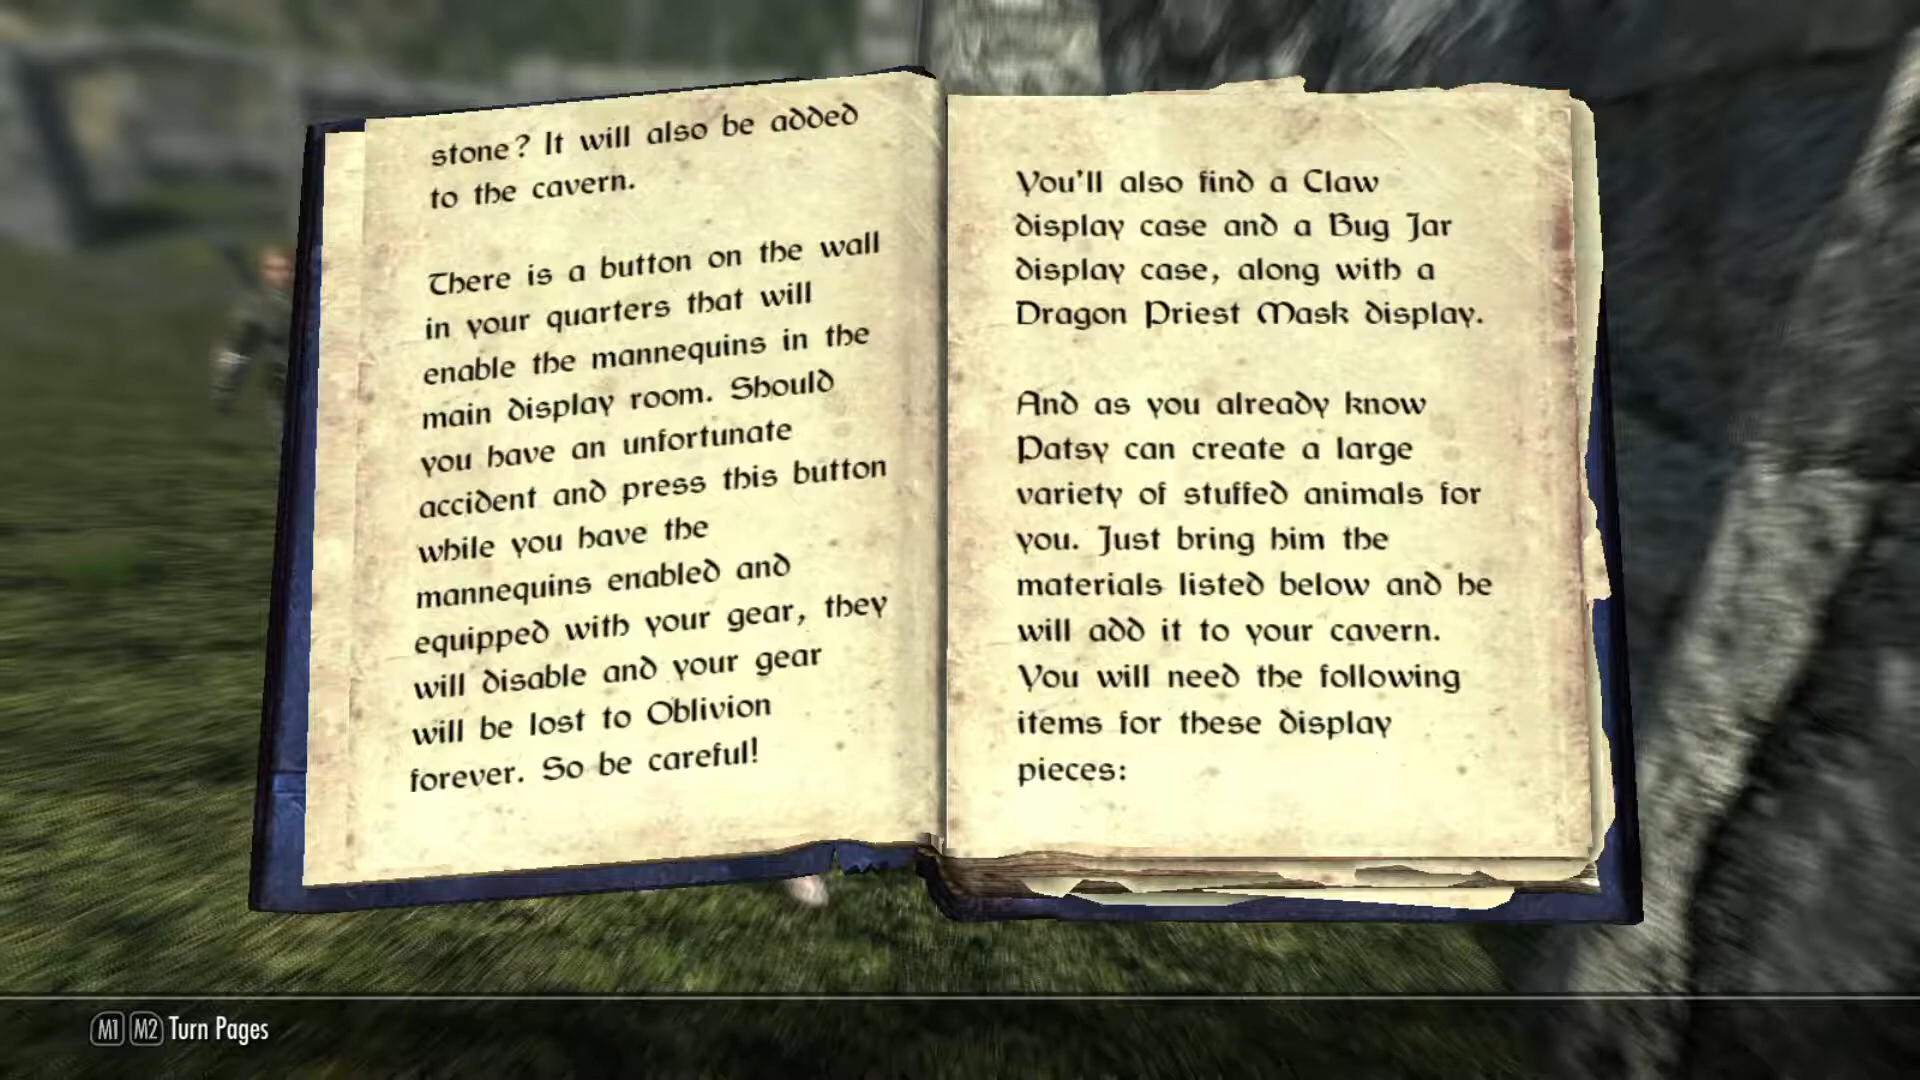 stone? It will also be added
to the cavern.
There is a button on the wall
in your quarters that will
enable the mannequins in the
main display room. Should
you have an unfortunate
accident and press this button
while you have the
mannequins enabled and
equipped with your gear, they
will disable and your gear
will be lost to Oblivion
forever. So be careful!
You'll also find a Claw
display case and a Bug Jar
display case, along with a
Dragon Priest Mask display.
And as you already know
Patsy can create a large
variety of stuffed animals for
you. Just bring him the
materials listed below and he
will add it to your cavern.
You will need the following
items for these display
pieces:
M1 M2 Turn Pages